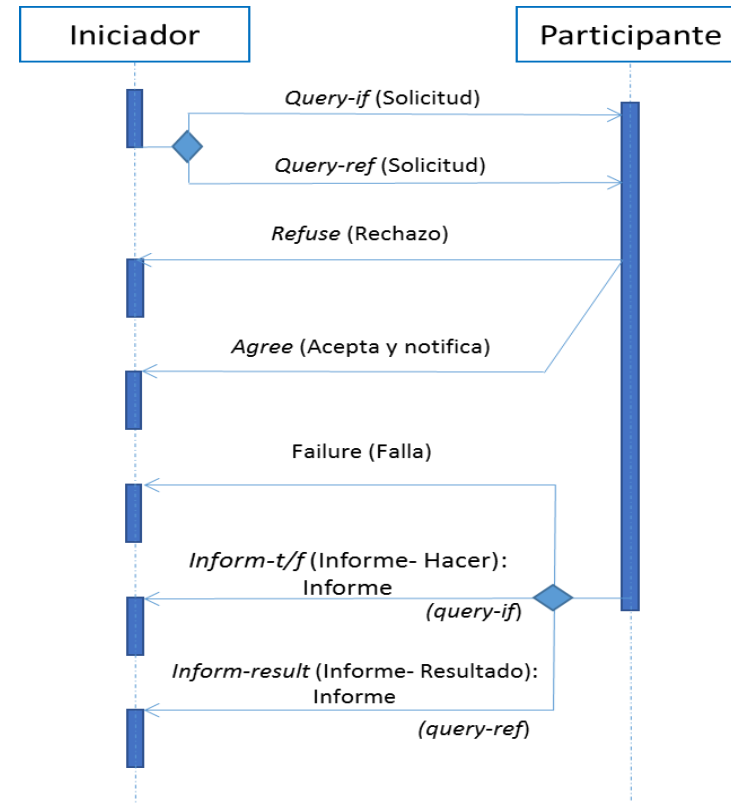 Iniciador
Participante
Query-if (Solicitud)
Query-ref (Solicitud)
Refuse (Rechazo)
Agree (Acepta y notifica)
Failure (Falla)
Inform-t/f (Informe- Hacer):
Informe
(query-if)
Inform-result (Informe- Resultado):
Informe
(query-ref)